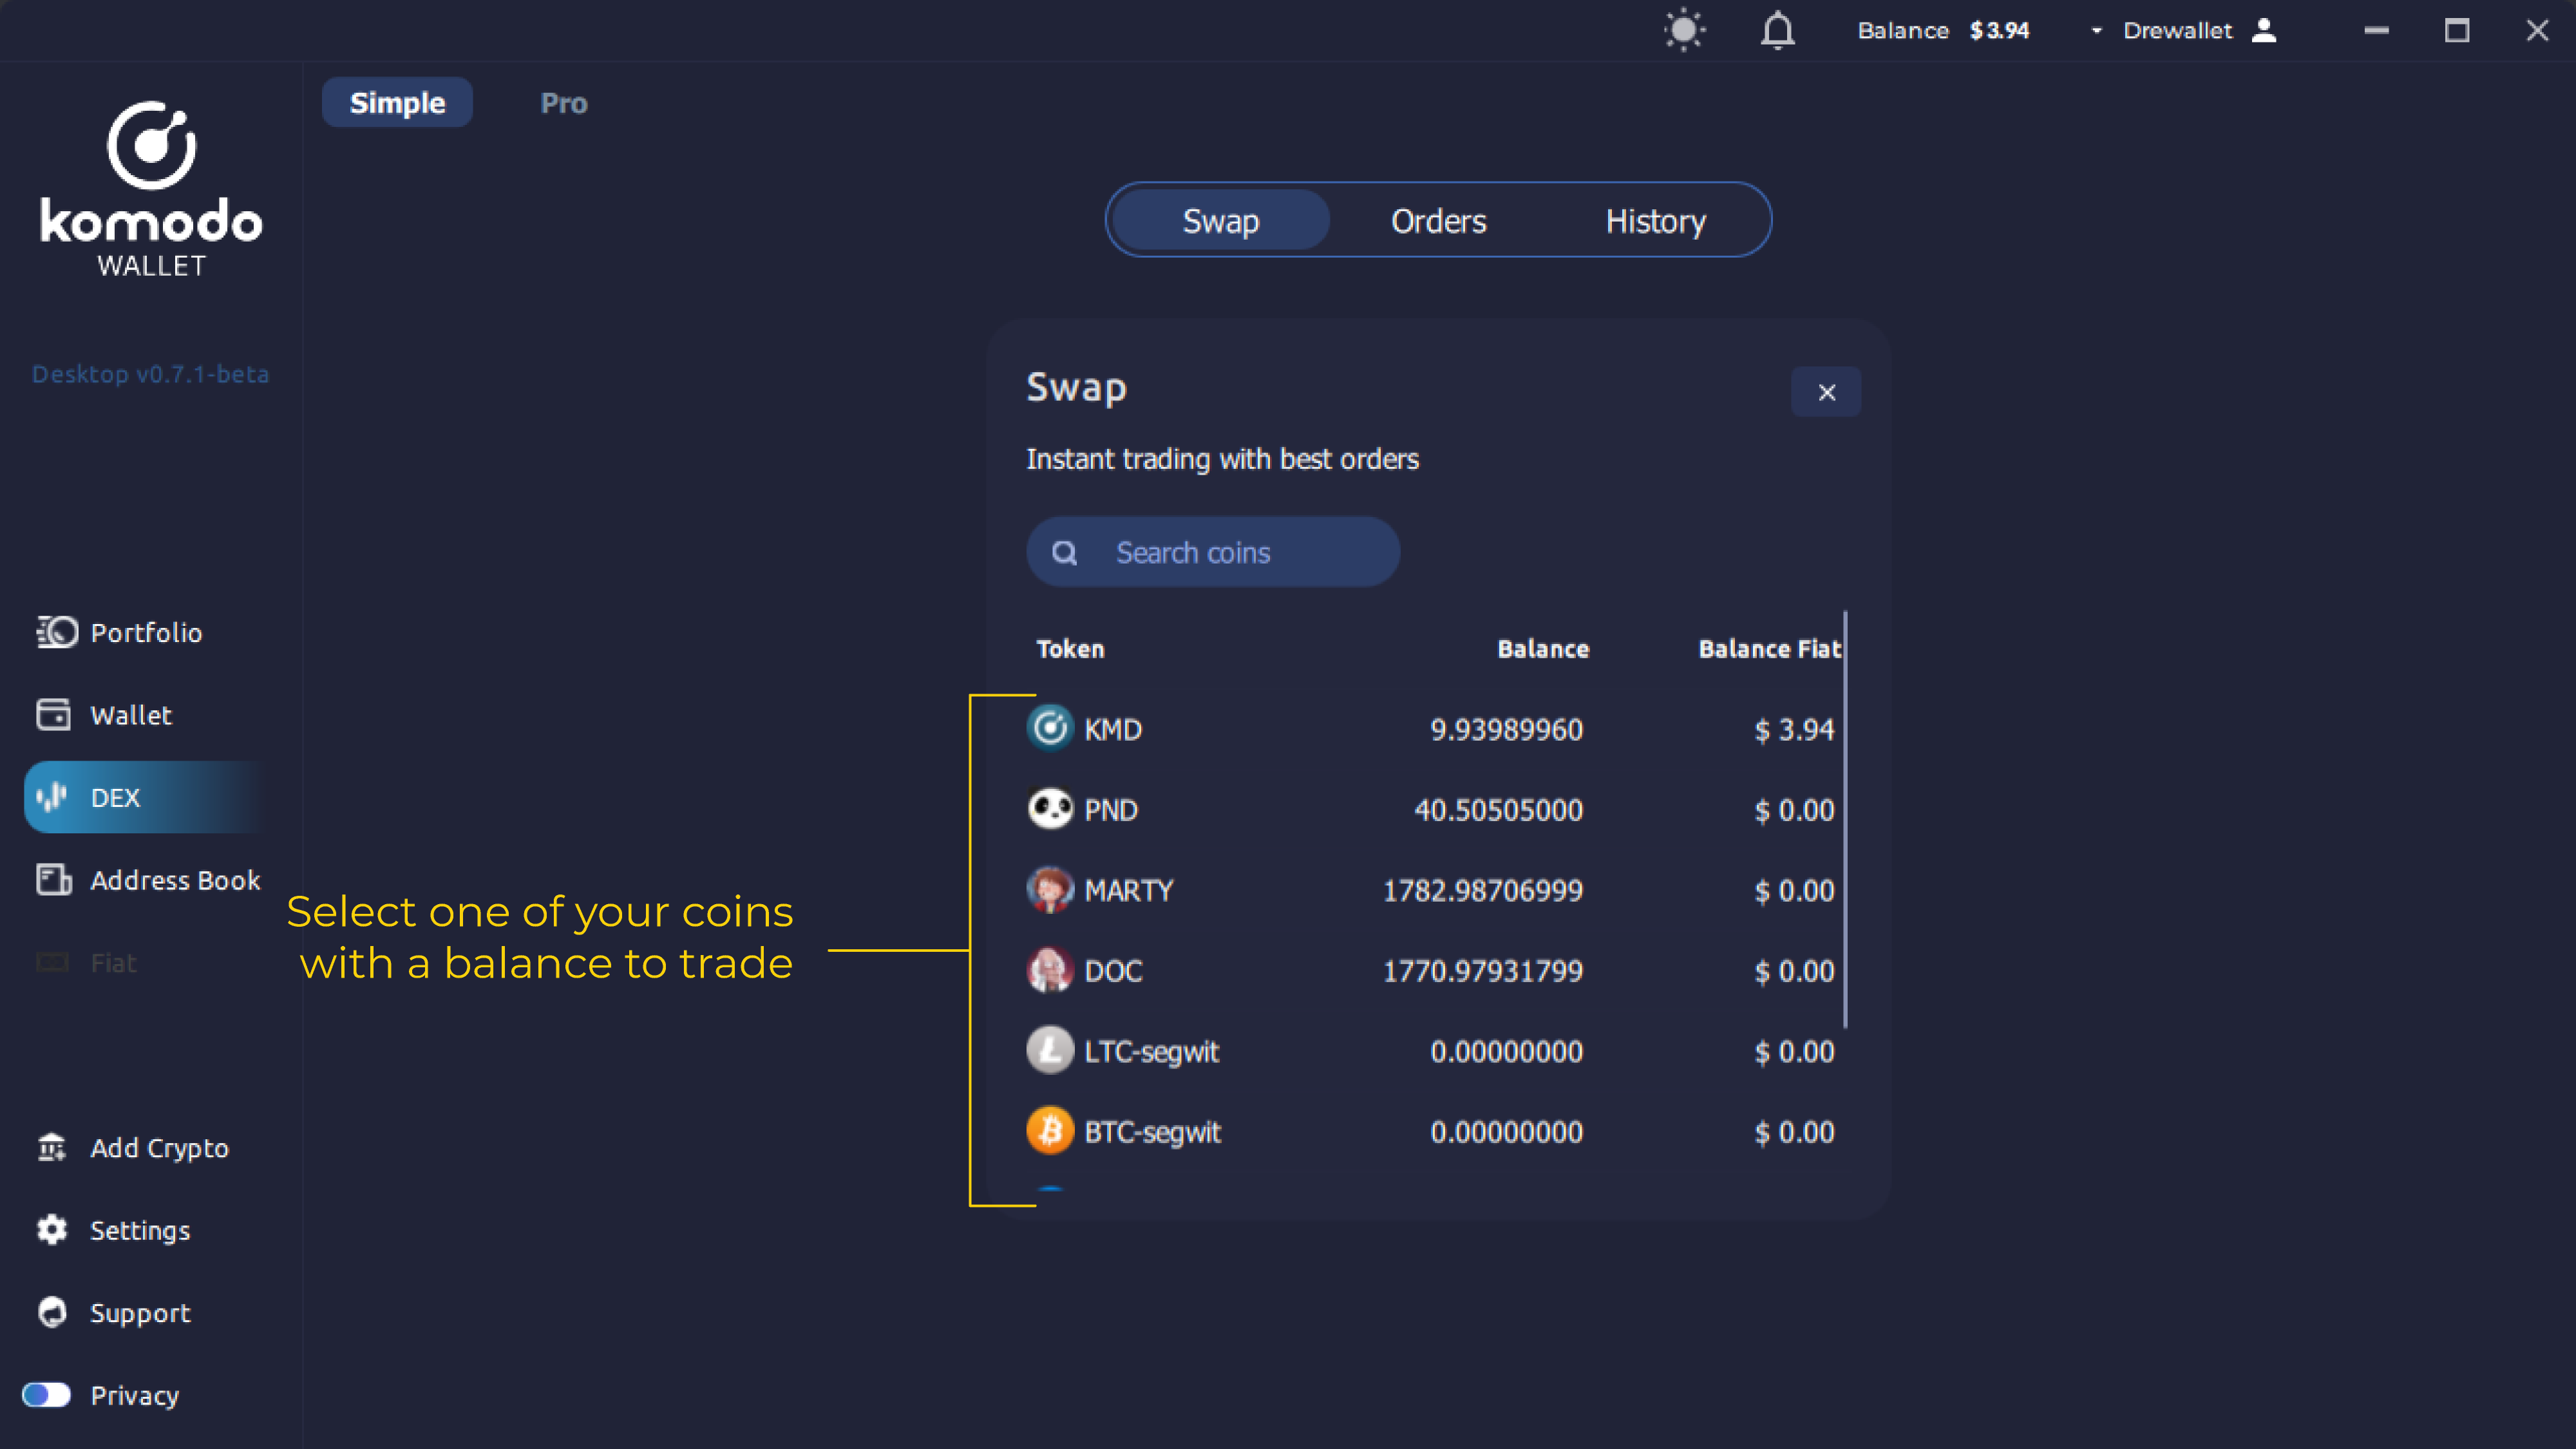 Balance $3.94 Drewallet
Simple Pro
komodo
WALLET
Swap Orders History
Desktop v0.7.1-beta
Swap
Instant trading with best orders
Search coins
Portfolio
Wallet
DEX
Address Book
Fiat
Select one of your coins
with a balance to trade
Token Balance Balance Fiat
KMD 9.93989960 $ 3.94
PND 40.50505000 $ 0.00
MARTY 1782.98706999 $ 0.00
DOC 1770.97931799 $ 0.00
LTC-segwit 0.00000000 $ 0.00
BTC-segwit 0.00000000 $ 0.00
Add Crypto
Settings
Support
Privacy